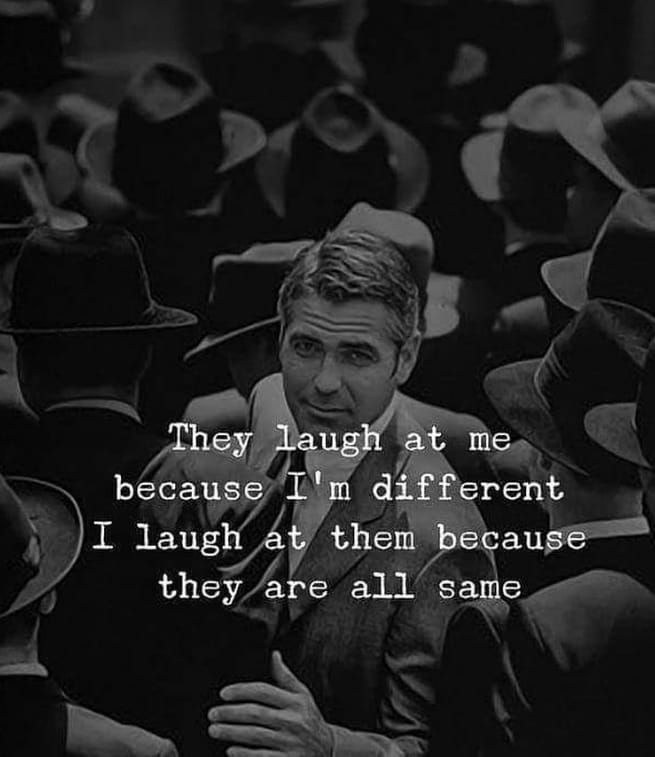 They laugh at me
because I'm different
I laugh at them because
they are all same